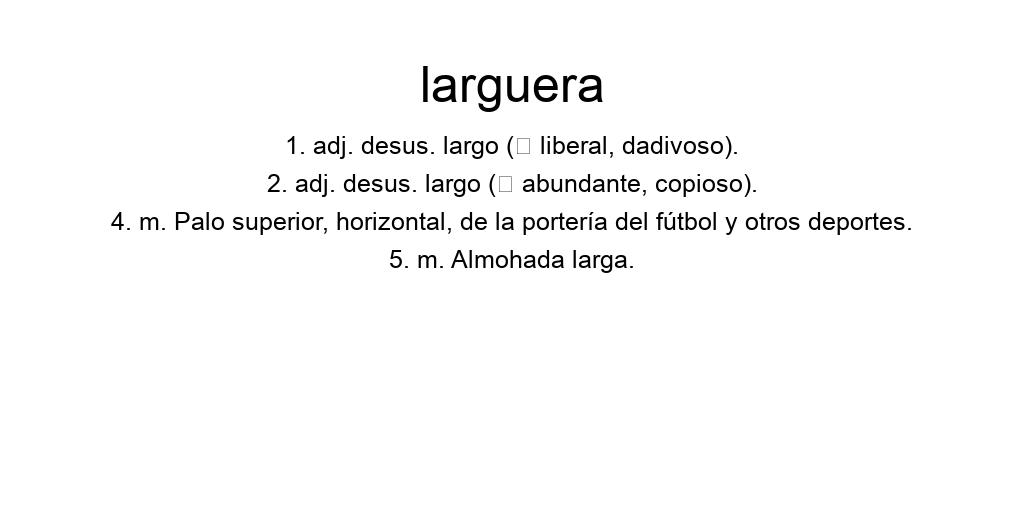 larguera
1. adj. desus. largo (□ liberal, dadivoso).
2. adj. desus. largo (□ abundante, copioso).
4. m. Palo superior, horizontal, de la portería del fútbol y otros deportes.
5. m. Almohada larga.